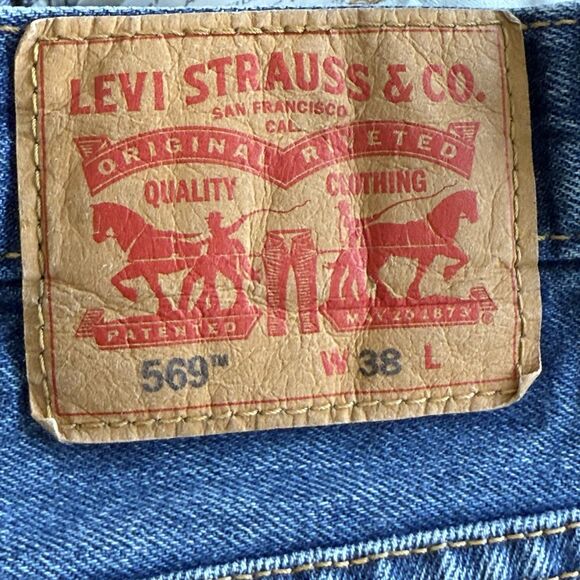 LEVI STRAUSS & CO.
SAN FRANCISCO
CAL.
ORIGINAL RIVETED
QUALITY CLOTHING
PATENTED MAY 20 1873 ®
569™ W 38 L